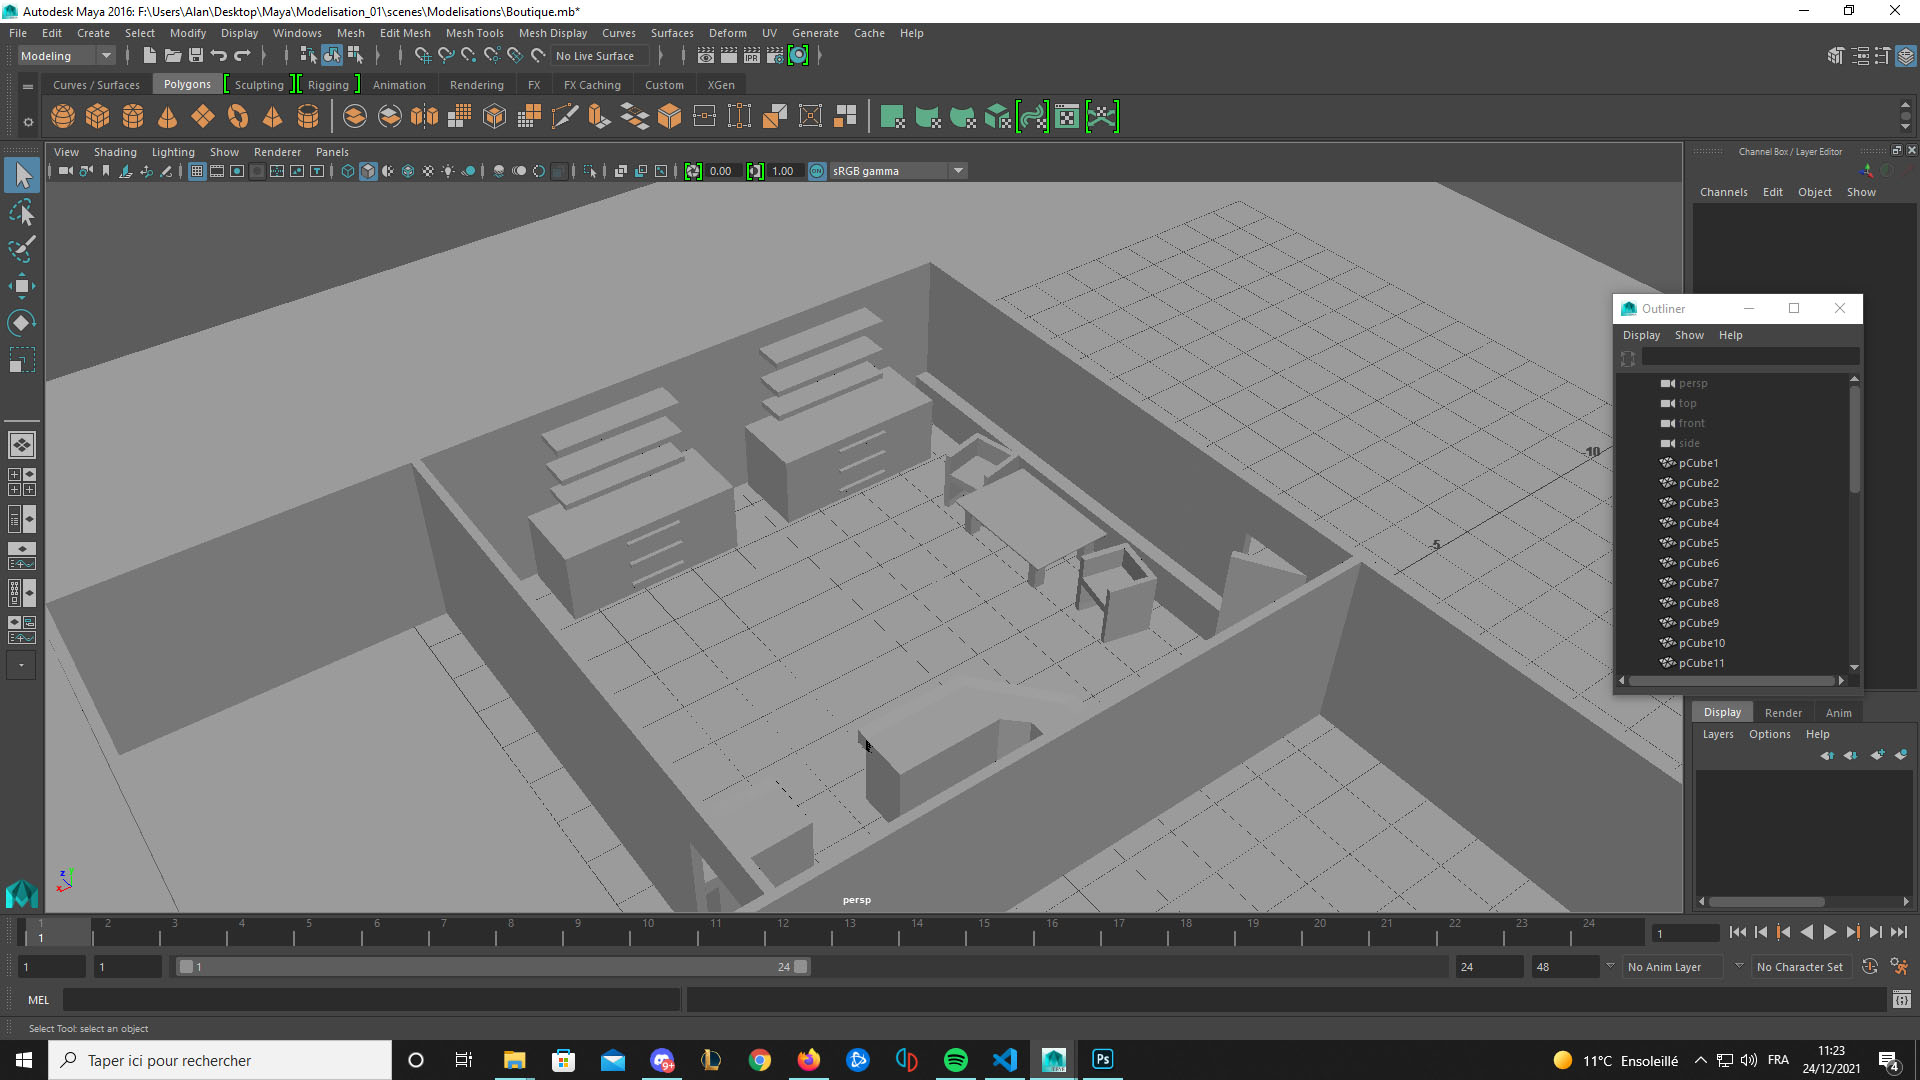 Autodesk Maya 2016: F:\Users\Alan\Desktop\Maya\Modelisation_01\scenes\Modelisations\Boutique.mb*
File Edit Create Select Modify Display Windows Mesh Edit Mesh Mesh Tools Mesh Display Curves Surfaces Deform UV Generate Cache Help
Modeling
No Live Surface
IPR
Curves / Surfaces Polygons Sculpting Rigging Animation Rendering FX FX Caching Custom XGen
View Shading Lighting Show Renderer Panels
0.00 1.00 ON sRGB gamma
Channel Box / Layer Editor
Channels Edit Object Show
Outliner
Display Show Help
persp
top
front
side
pCube1
pCube2
pCube3
pCube4
pCube5
pCube6
pCube7
pCube8
pCube9
pCube10
pCube11
-10
-5
z y
x
persp
Display Render Anim
Layers Options Help
1 2 3 4 5 6 7 8 9 10 11 12 13 14 15 16 17 18 19 20 21 22 23 24
1
1
1 1 1 24 24 48 No Anim Layer No Character Set
MEL
Select Tool: select an object
Taper ici pour rechercher
9+
Ps
11°C Ensoleillé
FRA
11:23
24/12/2021
4